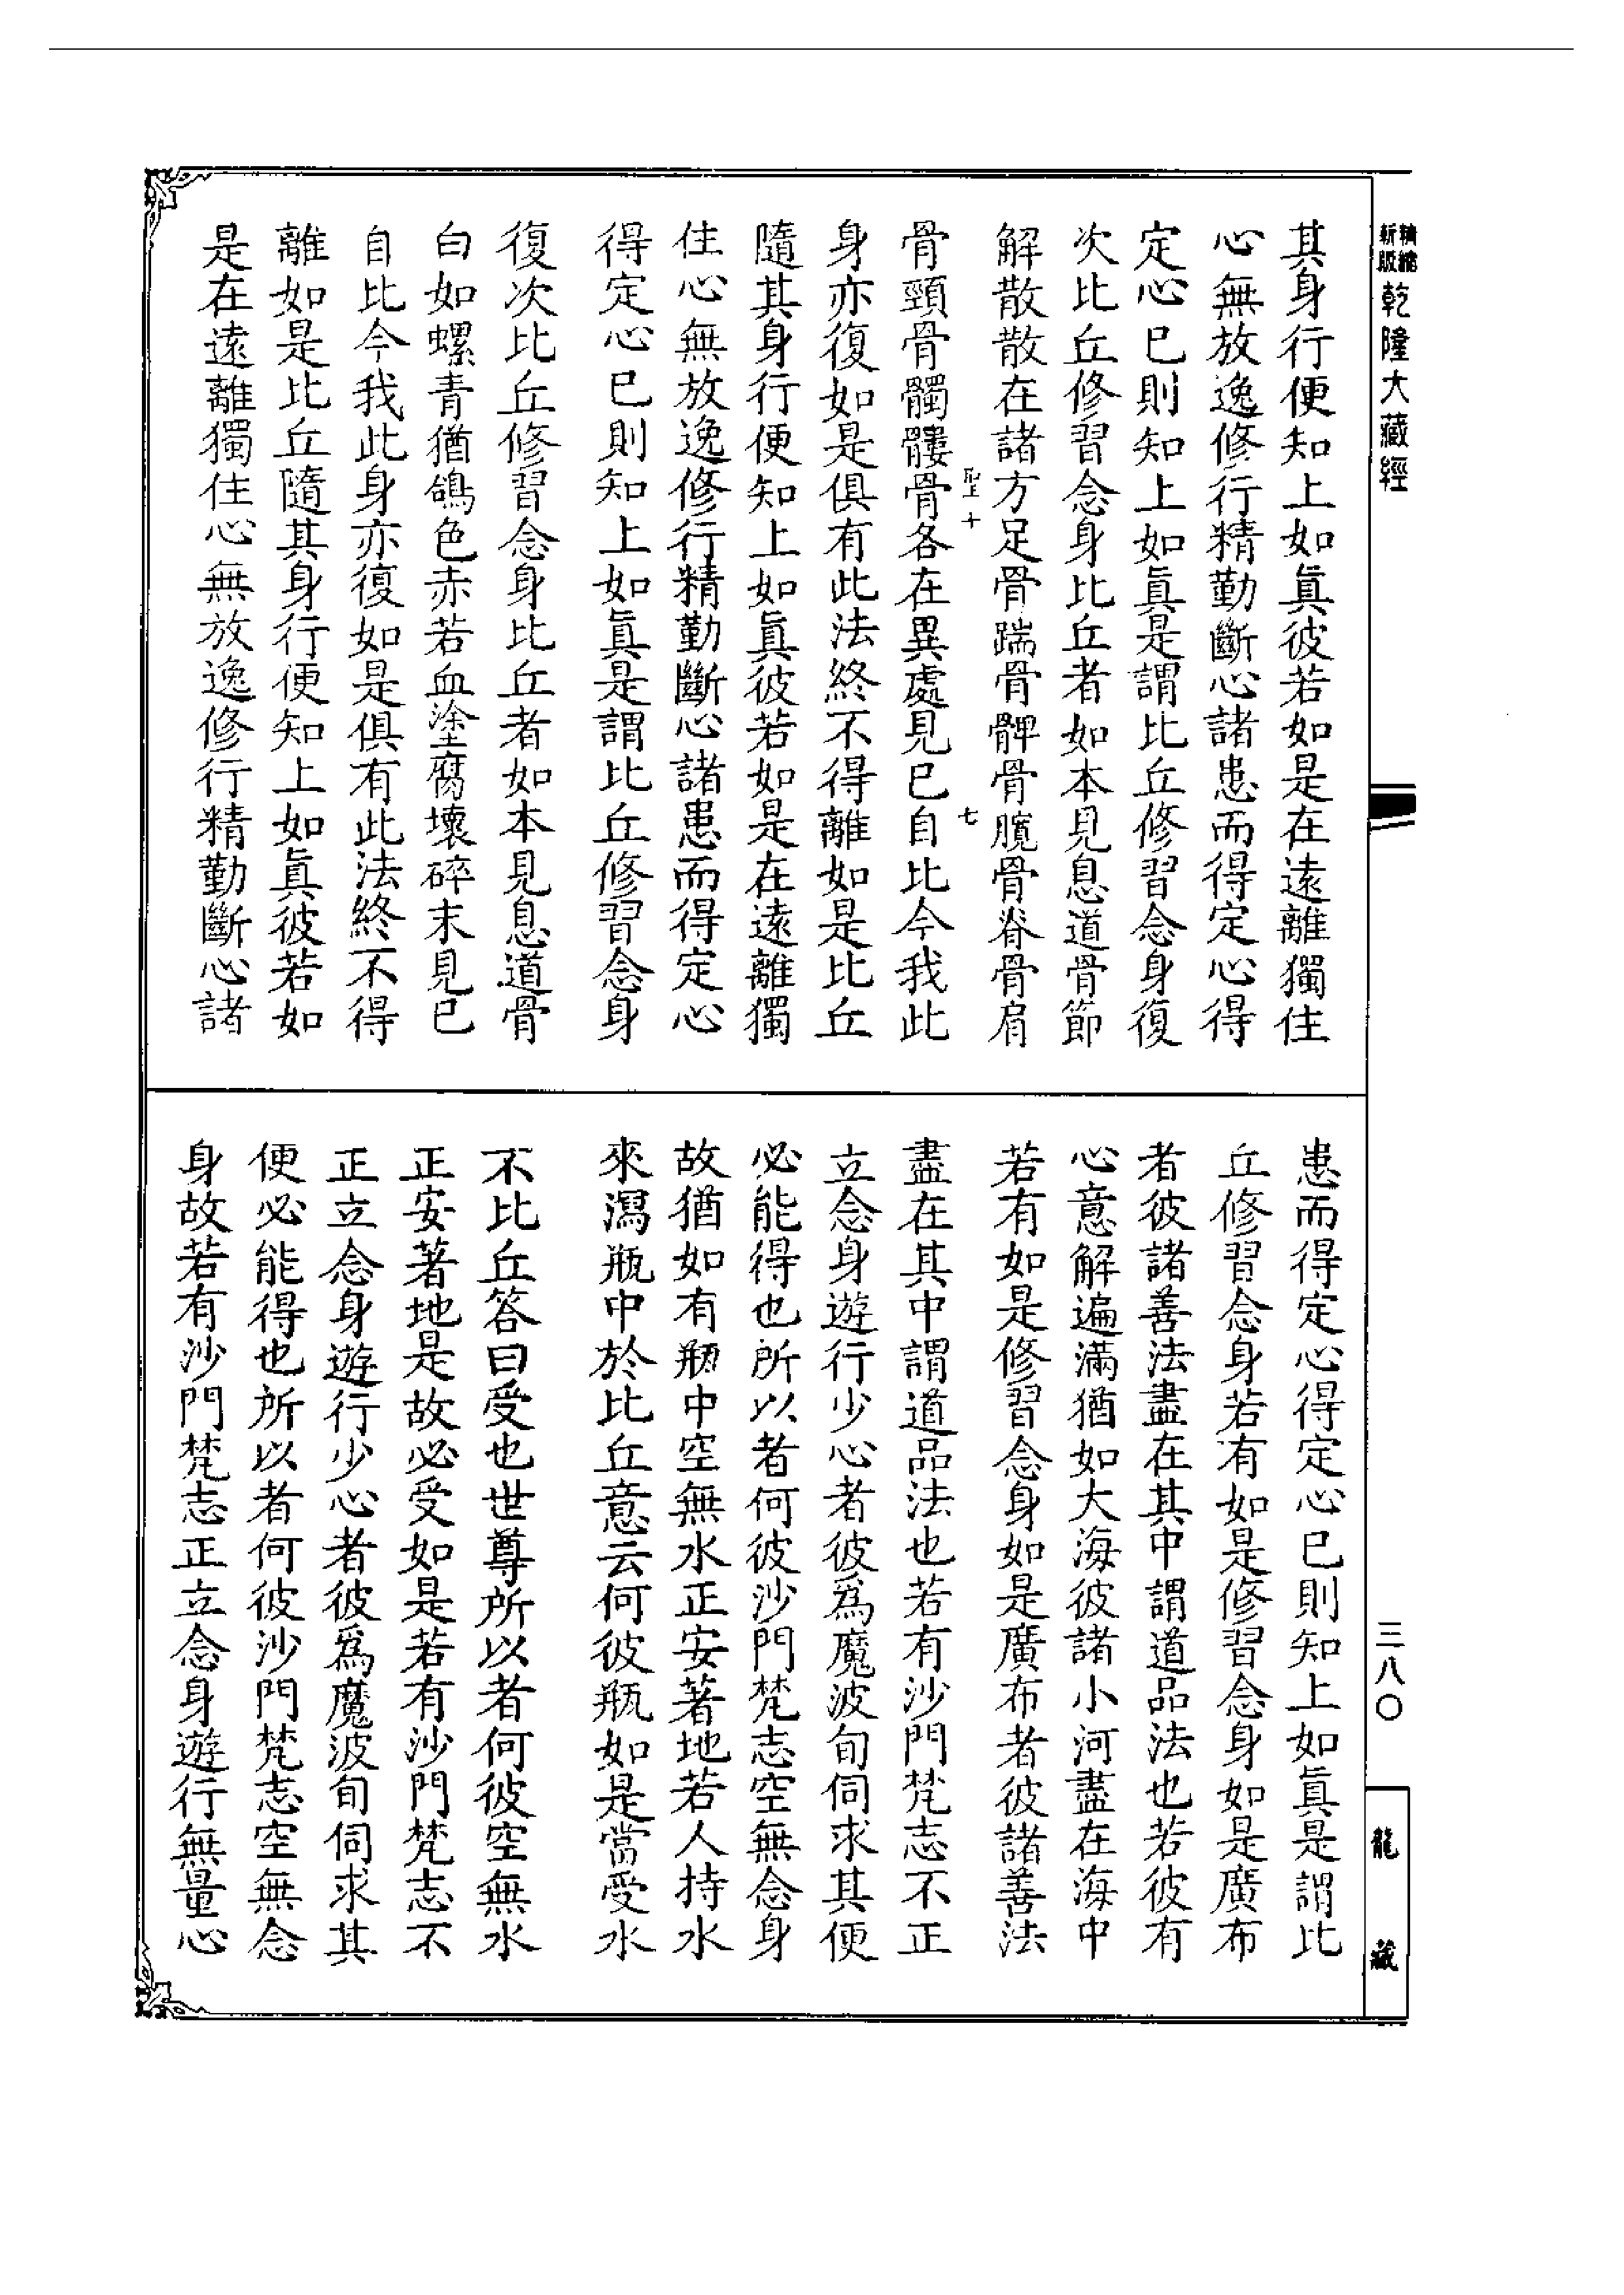 精縮新版乾隆大藏經
其身行便知上如眞彼若如是在遠離獨住
心無放逸修行精勤斷心諸患而得定心得
定心已則知上如眞是謂比丘修習念身復
次比丘修習念身比丘者如本見息道骨節
解散散在諸方足骨踹骨髀骨髖骨脊骨肩
聖十 七
骨頸骨髑髏骨各在異處見已自比今我此
身亦復如是俱有此法終不得離如是比丘
隨其身行便知上如眞彼若如是在遠離獨
住心無放逸修行精勤斷心諸患而得定心
得定心已則知上如眞是謂比丘修習念身
復次比丘修習念身比丘者如本見息道骨
白如螺青猶鴿色赤若血塗腐壞碎末見已
自比今我此身亦復如是俱有此法終不得
離如是比丘隨其身行便知上如眞彼若如
是在遠離獨住心無放逸修行精勤斷心諸
患而得定心得定心已則知上如眞是謂比
丘修習念身若有如是修習念身如是廣布
者彼諸善法盡在其中謂道品法也若彼有
心意解遍滿猶如大海彼諸小河盡在海中
若有如是修習念身如是廣布者彼諸善法
盡在其中謂道品法也若有沙門梵志不正
立念身遊行少心者彼爲魔波旬伺求其便
必能得也所以者何彼沙門梵志空無念身
故猶如有瓶中空無水正安著地若人持水
來瀉瓶中於比丘意云何彼瓶如是當受水
不比丘答曰受也世尊所以者何彼空無水
正安著地是故必受如是若有沙門梵志不
正立念身遊行少心者彼爲魔波旬伺求其
便必能得也所以者何彼沙門梵志空無念
身故若有沙門梵志正立念身遊行無量心
三八〇
龍藏